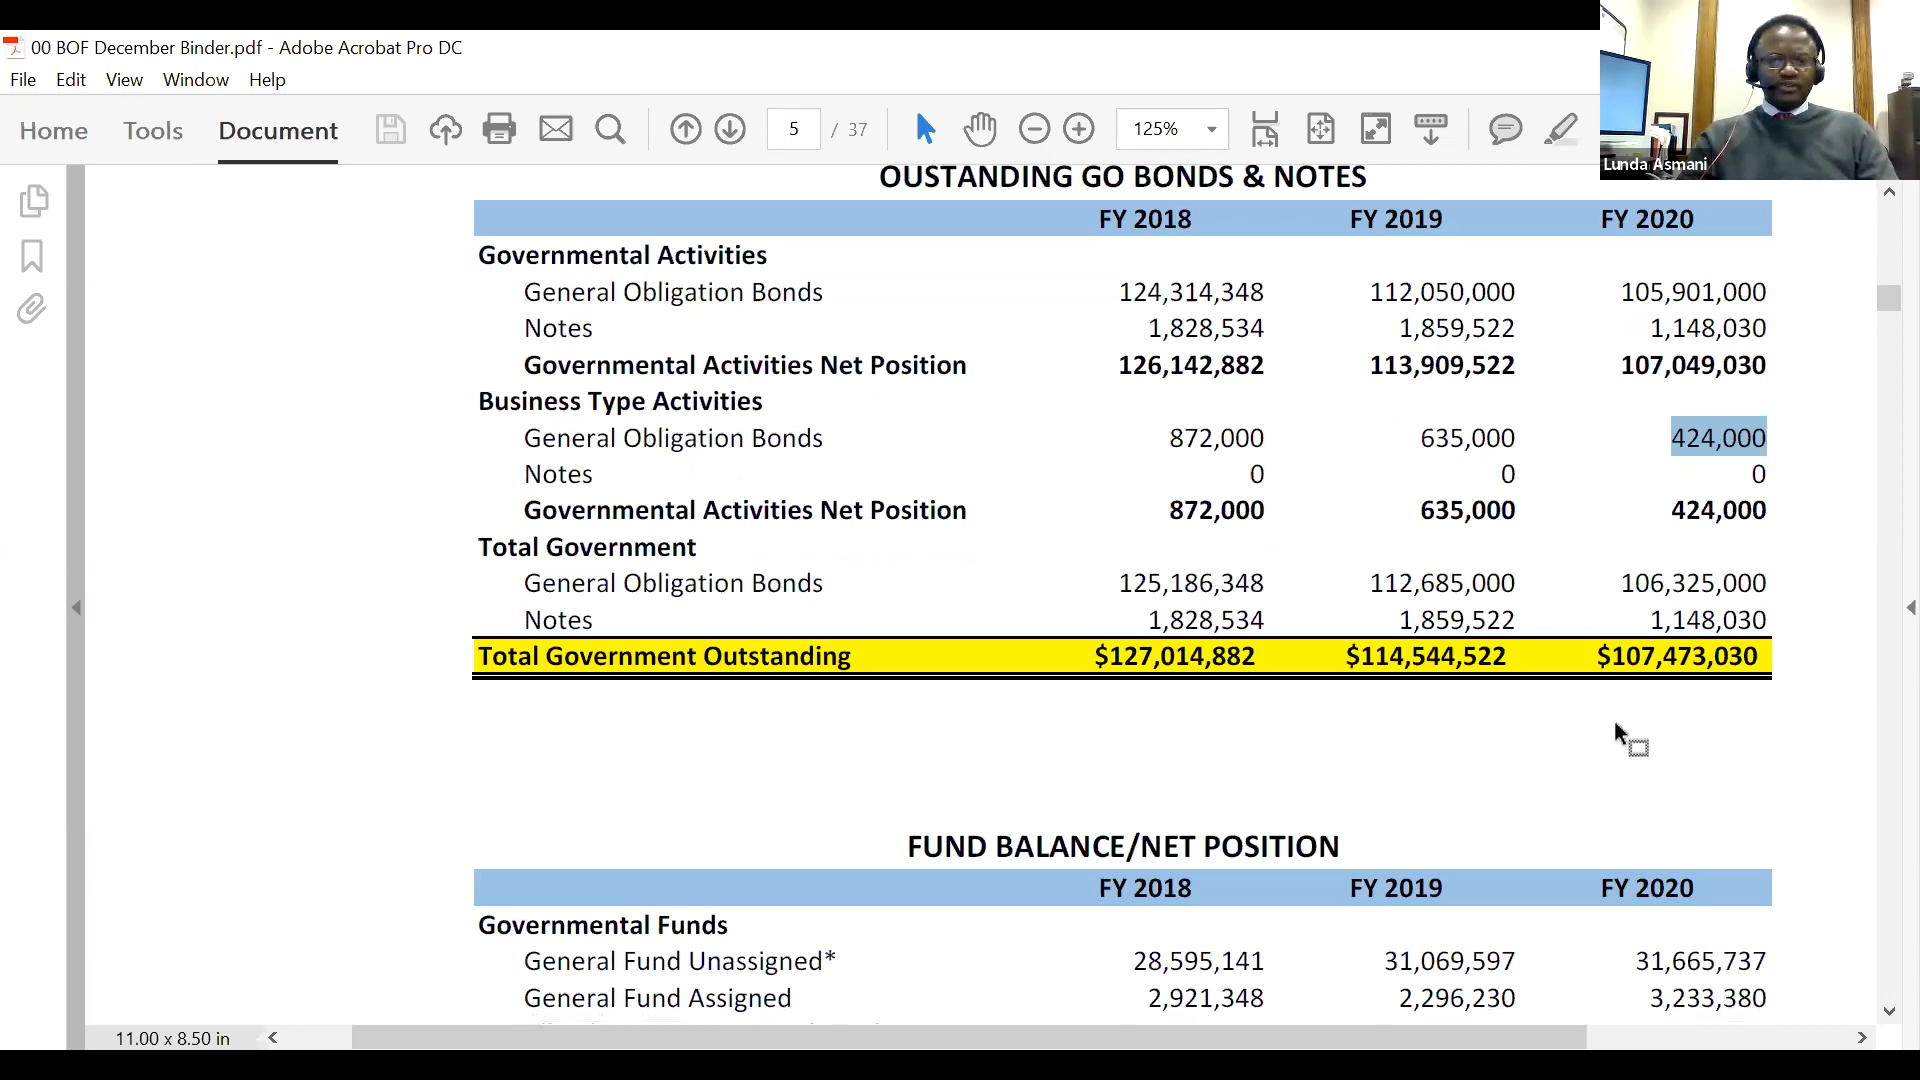 00 BOF December Binder.pdf - Adobe Acrobat Pro DC
File Edit View Window Help
Home Tools Document 5 / 37 125%
Lunda Asmani
OUSTANDING GO BONDS & NOTES
FY 2018 FY 2019 FY 2020
Governmental Activities
General Obligation Bonds 124,314,348 112,050,000 105,901,000
Notes 1,828,534 1,859,522 1,148,030
Governmental Activities Net Position 126,142,882 113,909,522 107,049,030
Business Type Activities
General Obligation Bonds 872,000 635,000 424,000
Notes 0 0 0
Governmental Activities Net Position 872,000 635,000 424,000
Total Government
General Obligation Bonds 125,186,348 112,685,000 106,325,000
Notes 1,828,534 1,859,522 1,148,030
Total Government Outstanding $127,014,882 $114,544,522 $107,473,030
FUND BALANCE/NET POSITION
FY 2018 FY 2019 FY 2020
Governmental Funds
General Fund Unassigned* 28,595,141 31,069,597 31,665,737
General Fund Assigned 2,921,348 2,296,230 3,233,380
11.00 x 8.50 in